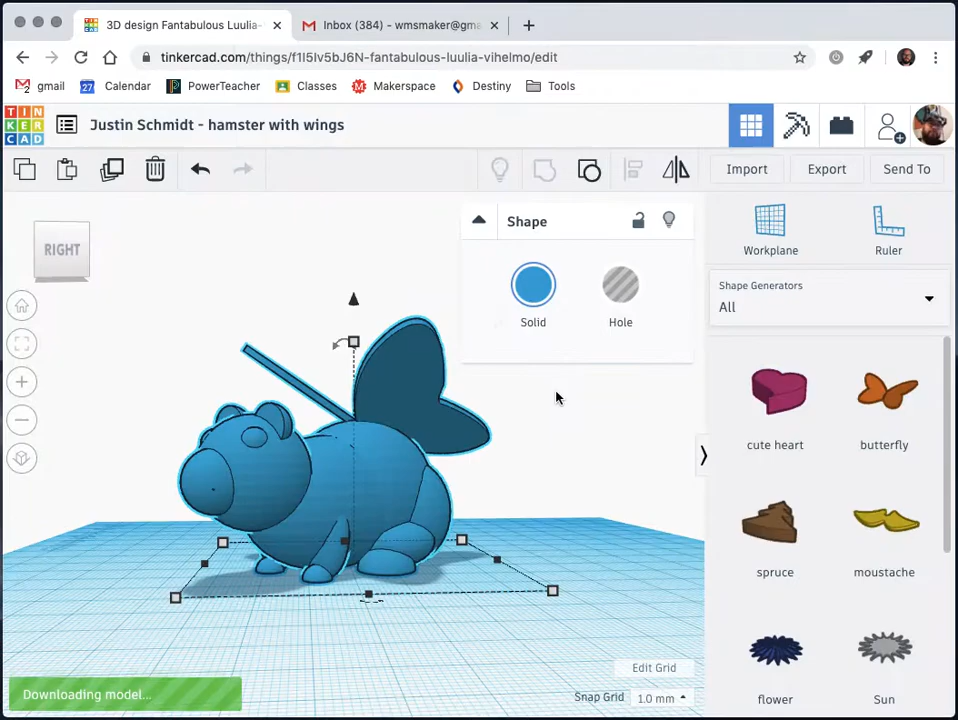 3D design Fantabulous Luulia-
Inbox (384) - wmsmaker@gma
tinkercad.com/things/f1I5Iv5bJ6N-fantabulous-luulia-vihelmo/edit
gmail
27 Calendar
PowerTeacher
Classes
Makerspace
Destiny
Tools
TIN
KER
CAD
Justin Schmidt - hamster with wings
Import
Export
Send To
RIGHT
Shape
Solid
Hole
Workplane
Ruler
Shape Generators
All
cute heart
butterfly
spruce
moustache
flower
Sun
Edit Grid
Snap Grid 1.0 mm
Downloading model...